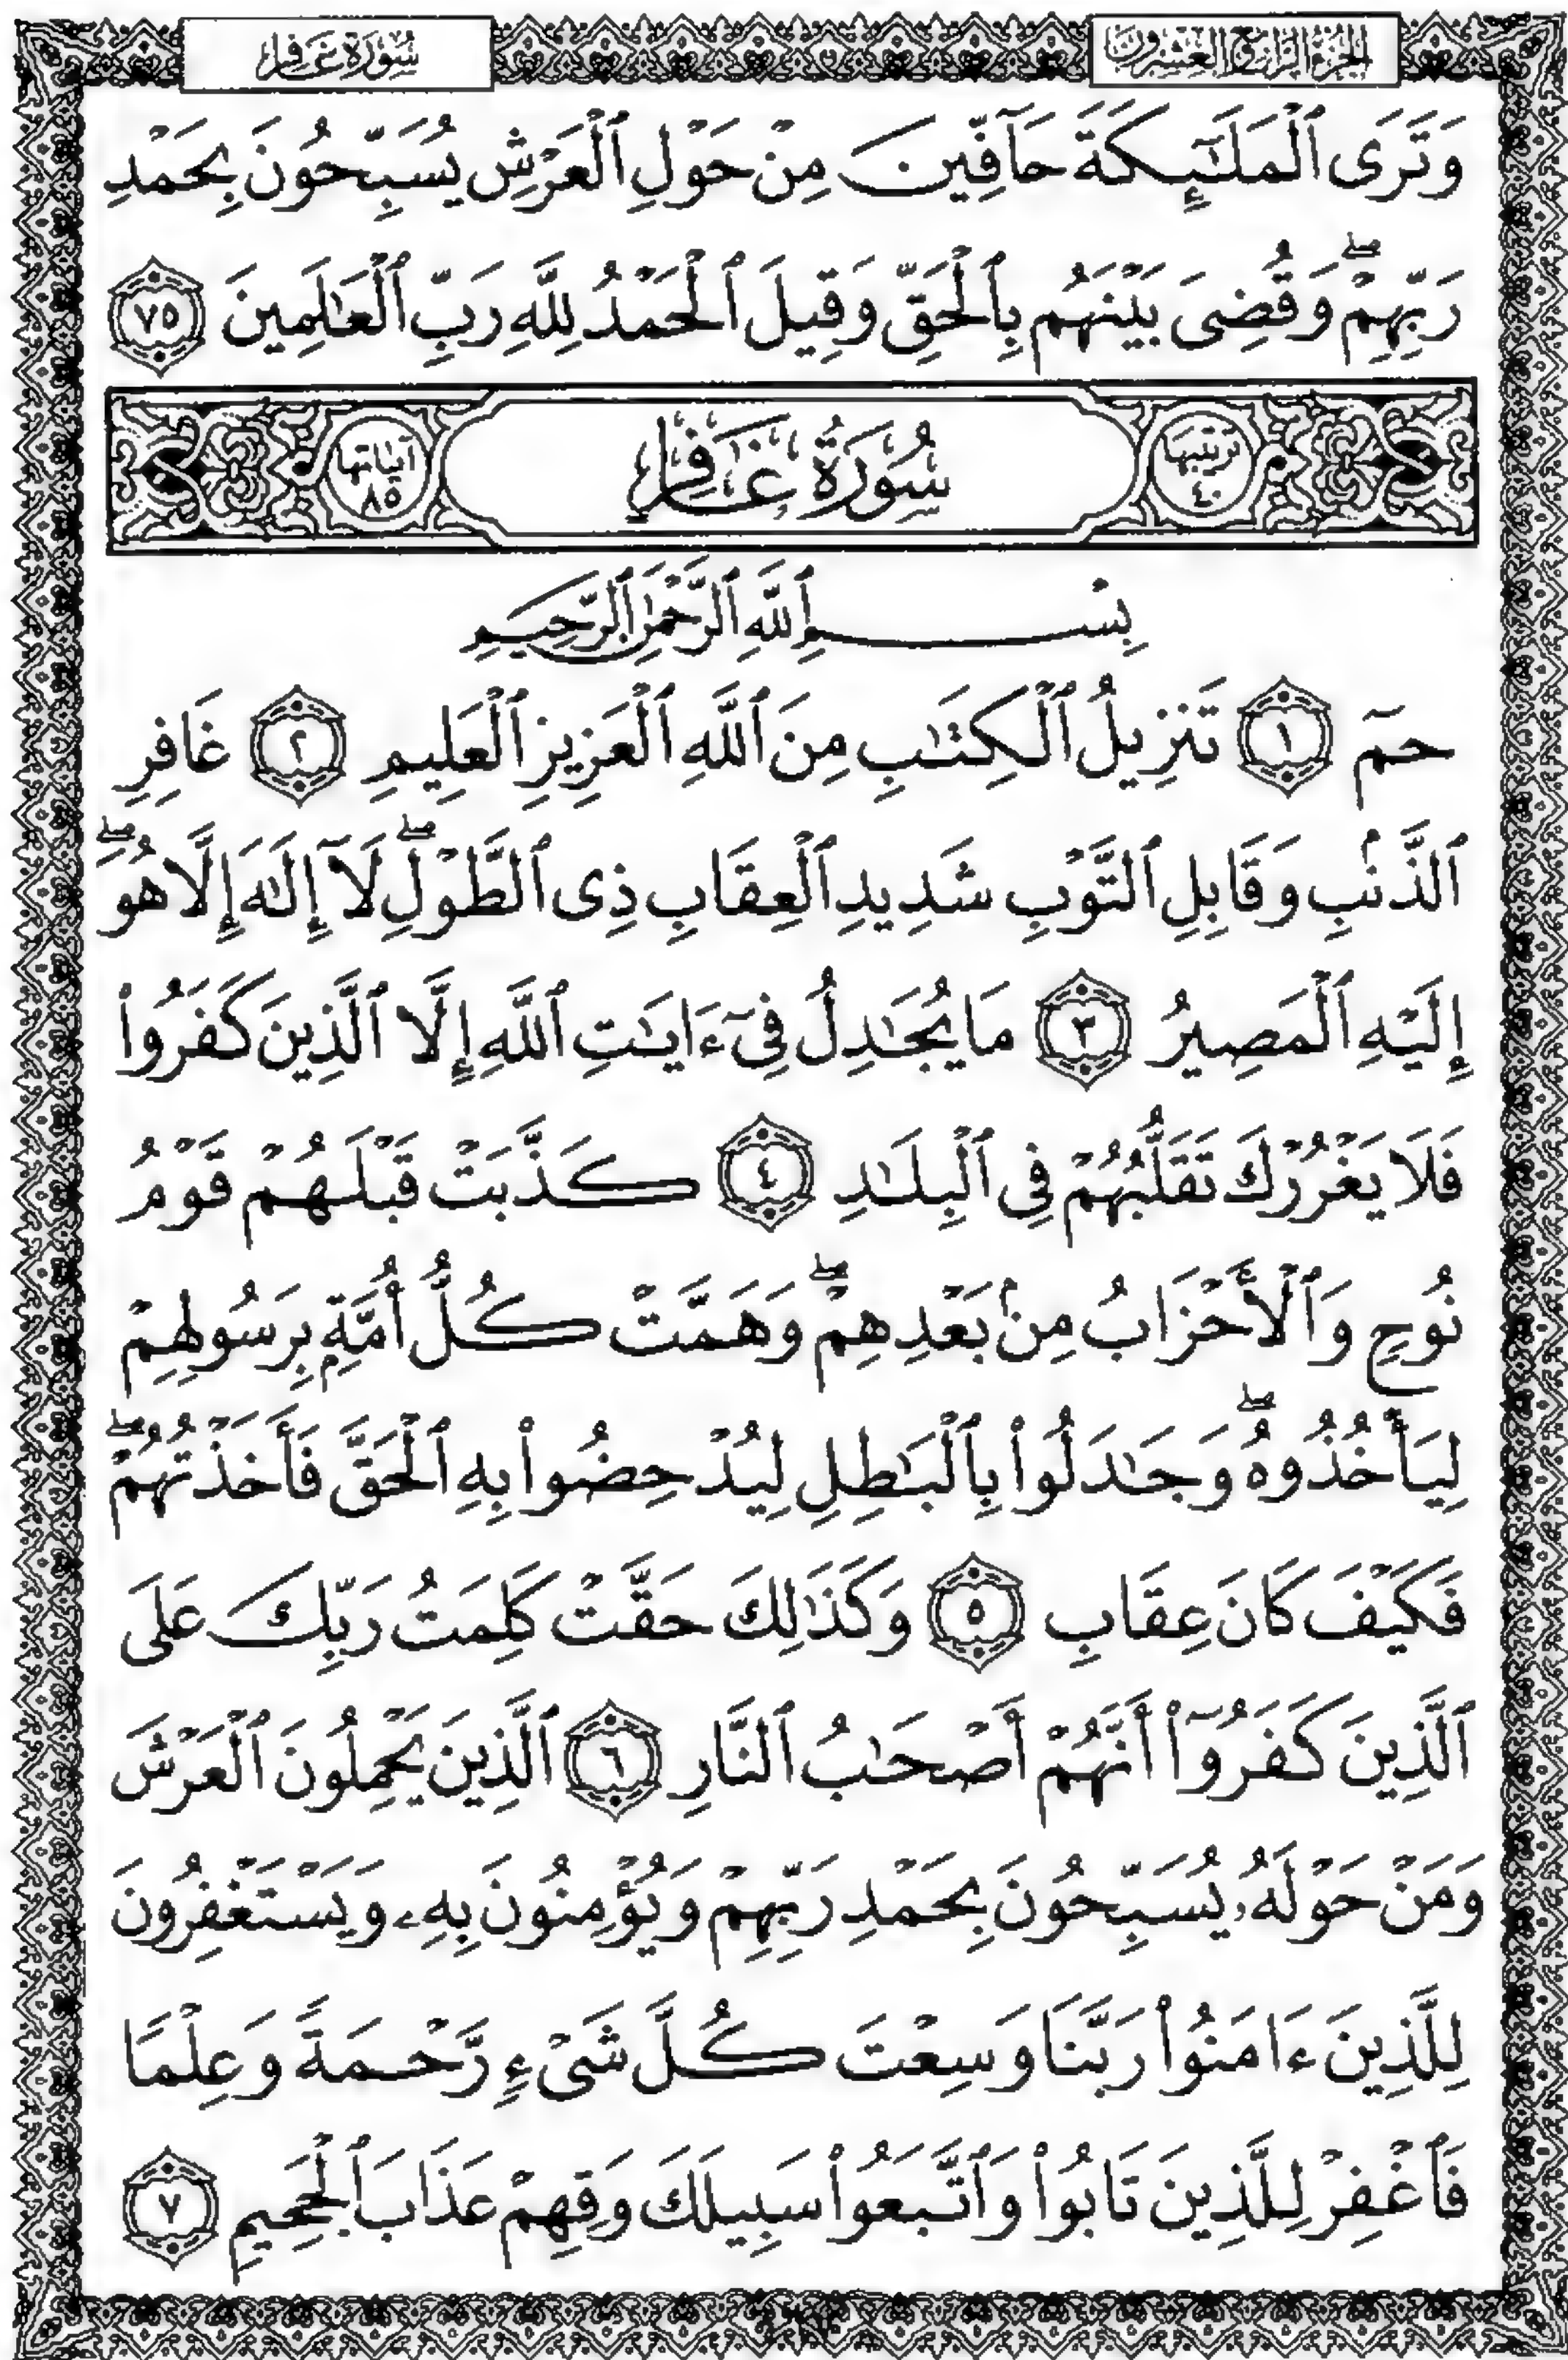 الجزء الرابع والعشرون
سُورَةُ غَافِرٍ
وَتَرَى ٱلْمَلَٰٓئِكَةَ حَآفِّينَ مِنْ حَوْلِ ٱلْعَرْشِ يُسَبِّحُونَ بِحَمْدِ
رَبِّهِمْۖ وَقُضِىَ بَيْنَهُم بِٱلْحَقِّ وَقِيلَ ٱلْحَمْدُ لِلَّهِ رَبِّ ٱلْعَٰلَمِينَ ٧٥
ترتيبها ٤٠ سُورَةُ غَافِرٍ آياتها ٨٥
بِسْمِ ٱللَّهِ ٱلرَّحْمَٰنِ ٱلرَّحِيمِ
حمٓ ١ تَنزِيلُ ٱلْكِتَٰبِ مِنَ ٱللَّهِ ٱلْعَزِيزِ ٱلْعَلِيمِ ٢ غَافِرِ
ٱلذَّنۢبِ وَقَابِلِ ٱلتَّوْبِ شَدِيدِ ٱلْعِقَابِ ذِى ٱلطَّوْلِۖ لَآ إِلَٰهَ إِلَّا هُوَۖ
إِلَيْهِ ٱلْمَصِيرُ ٣ مَا يُجَٰدِلُ فِىٓ ءَايَٰتِ ٱللَّهِ إِلَّا ٱلَّذِينَ كَفَرُوا۟
فَلَا يَغْرُرْكَ تَقَلُّبُهُمْ فِى ٱلْبِلَٰدِ ٤ كَذَّبَتْ قَبْلَهُمْ قَوْمُ
نُوحٍ وَٱلْأَحْزَابُ مِنۢ بَعْدِهِمْۖ وَهَمَّتْ كُلُّ أُمَّةٍۭ بِرَسُولِهِمْ
لِيَأْخُذُوهُۖ وَجَٰدَلُوا۟ بِٱلْبَٰطِلِ لِيُدْحِضُوا۟ بِهِ ٱلْحَقَّ فَأَخَذْتُهُمْۖ
فَكَيْفَ كَانَ عِقَابِ ٥ وَكَذَٰلِكَ حَقَّتْ كَلِمَتُ رَبِّكَ عَلَى
ٱلَّذِينَ كَفَرُوٓا۟ أَنَّهُمْ أَصْحَٰبُ ٱلنَّارِ ٦ ٱلَّذِينَ يَحْمِلُونَ ٱلْعَرْشَ
وَمَنْ حَوْلَهُۥ يُسَبِّحُونَ بِحَمْدِ رَبِّهِمْ وَيُؤْمِنُونَ بِهِۦ وَيَسْتَغْفِرُونَ
لِلَّذِينَ ءَامَنُوا۟ رَبَّنَا وَسِعْتَ كُلَّ شَىْءٍ رَّحْمَةً وَعِلْمًا
فَٱغْفِرْ لِلَّذِينَ تَابُوا۟ وَٱتَّبَعُوا۟ سَبِيلَكَ وَقِهِمْ عَذَابَ ٱلْجَحِيمِ ٧